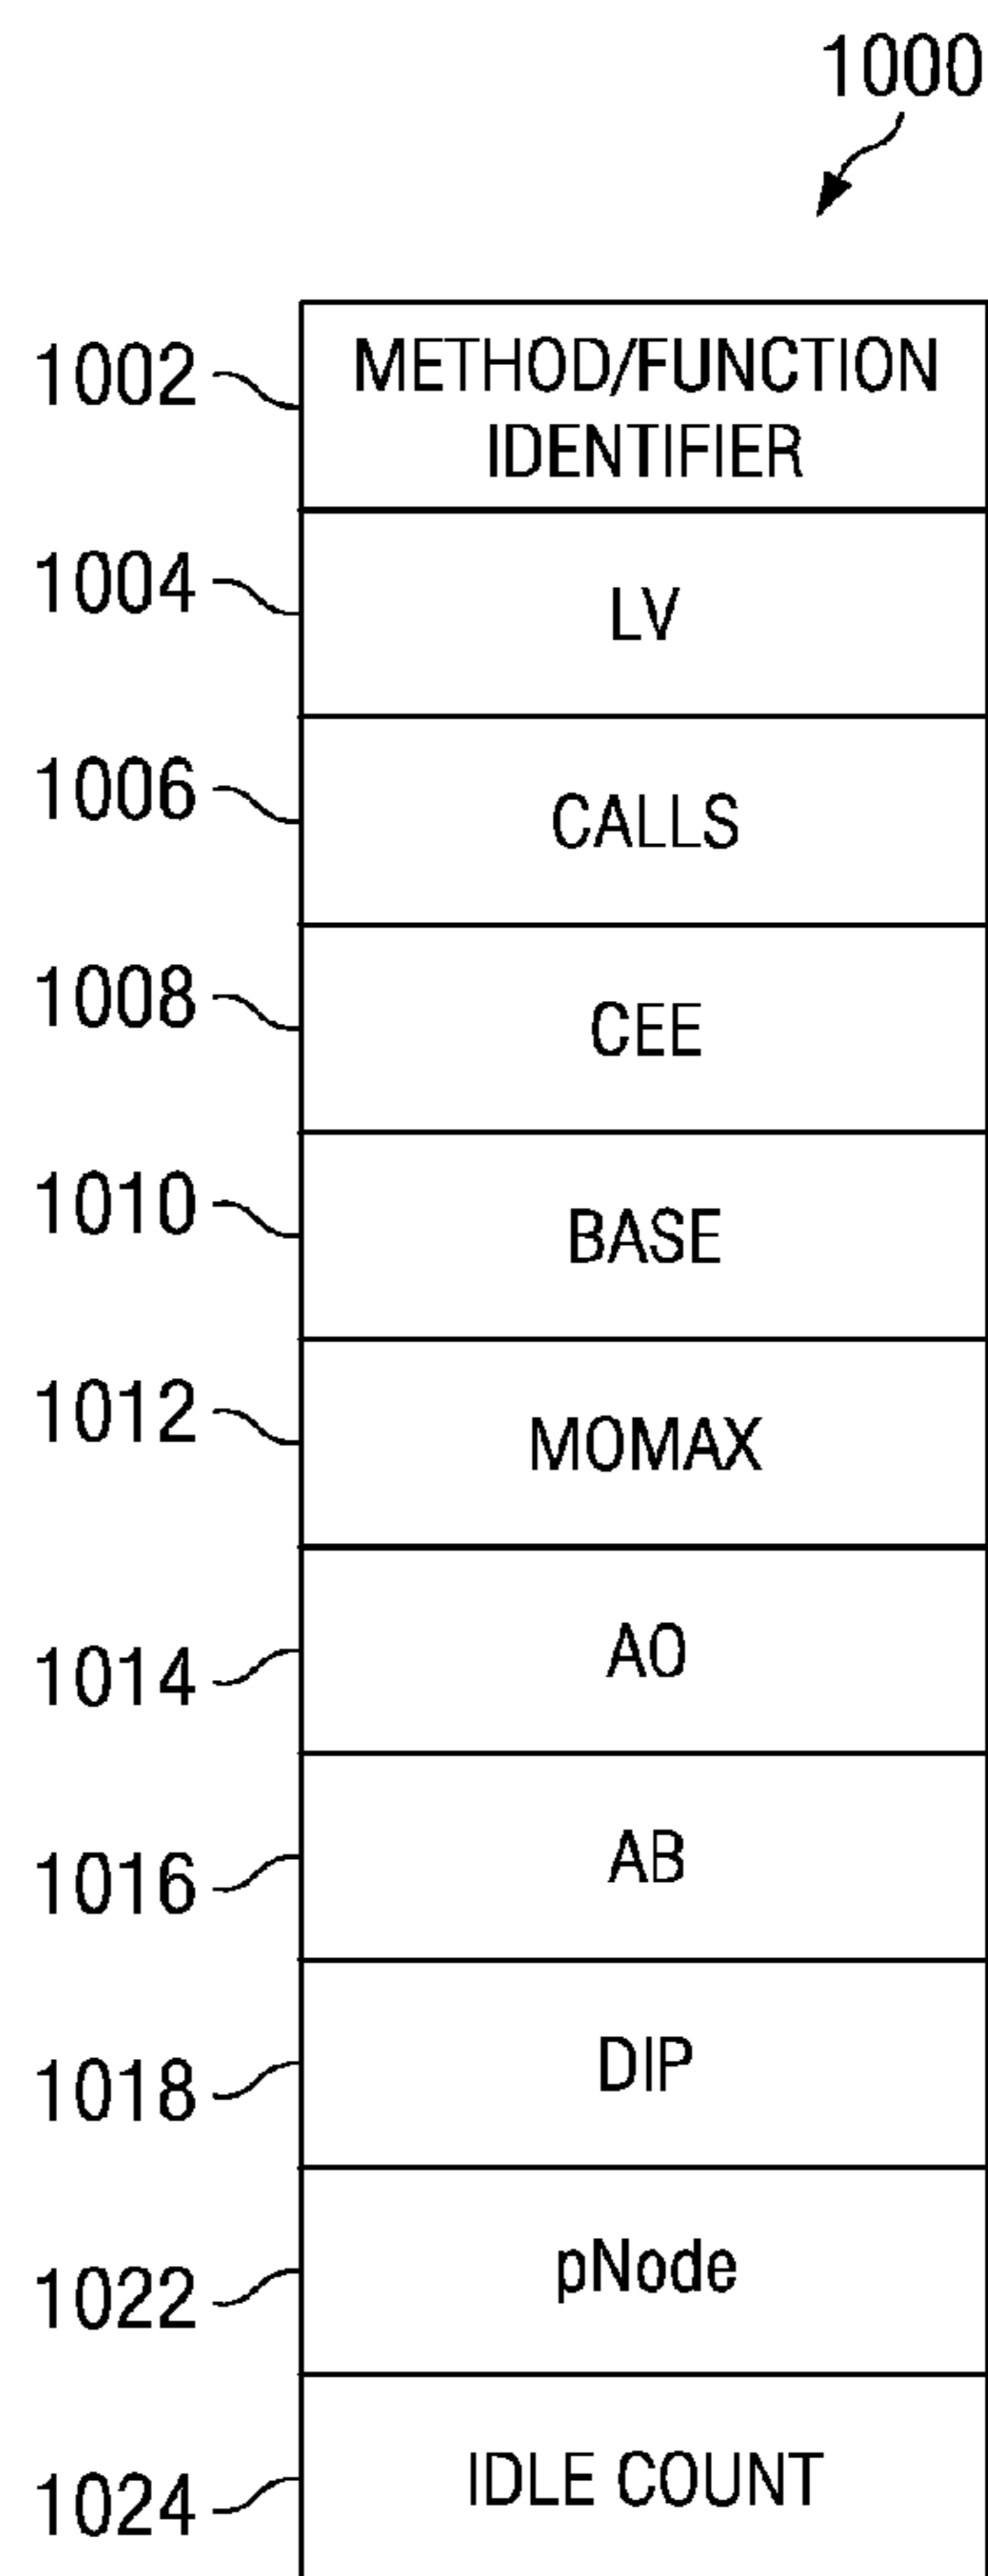 1000
1002 METHOD/FUNCTION
IDENTIFIER
1004 LV
1006 CALLS
1008 CEE
1010 BASE
1012 MOMAX
1014 AO
1016 AB
1018 DIP
1022 pNode
1024 IDLE COUNT